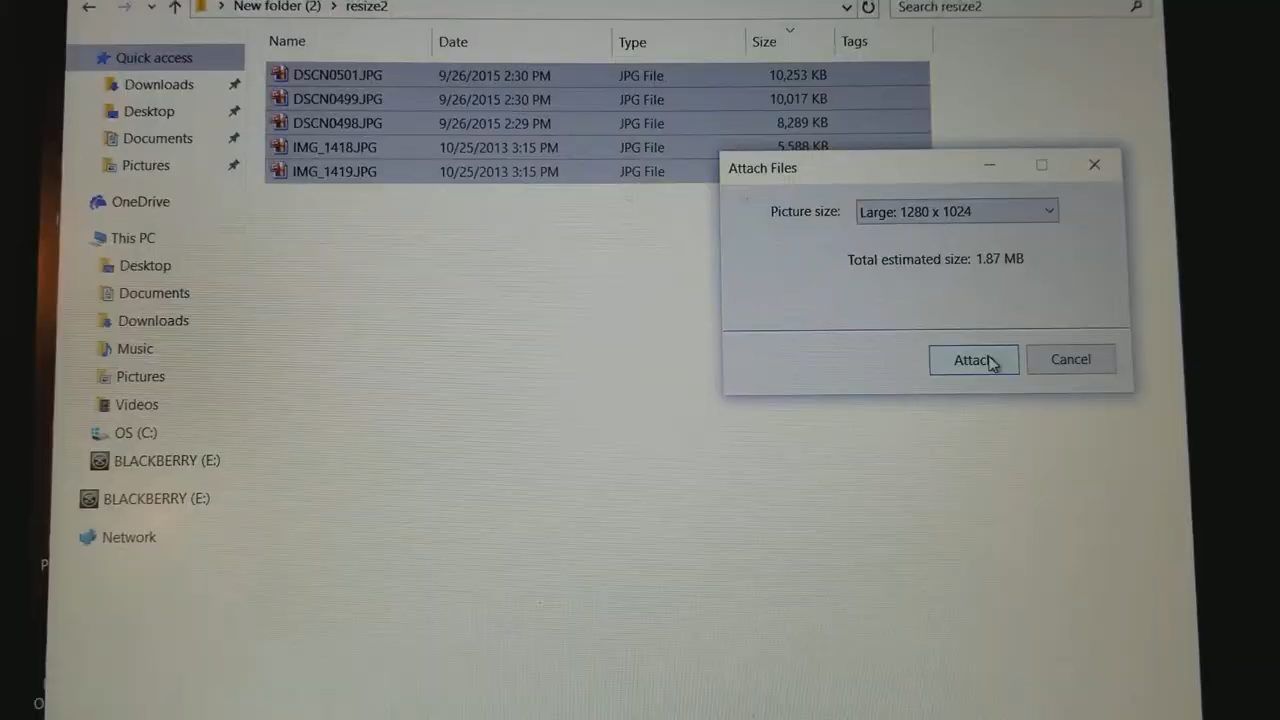 New folder (2) > resize2
Search resize2
Name Date Type Size Tags
DSCN0501.JPG 9/26/2015 2:30 PM JPG File 10,253 KB
DSCN0499.JPG 9/26/2015 2:30 PM JPG File 10,017 KB
DSCN0498.JPG 9/26/2015 2:29 PM JPG File 8,289 KB
IMG_1418.JPG 10/25/2013 3:15 PM JPG File 5,588 KB
IMG_1419.JPG 10/25/2013 3:15 PM JPG File
Quick access
Downloads
Desktop
Documents
Pictures
OneDrive
This PC
Desktop
Documents
Downloads
Music
Pictures
Videos
OS (C:)
BLACKBERRY (E:)
BLACKBERRY (E:)
Network
Attach Files
Picture size: Large: 1280 x 1024
Total estimated size: 1.87 MB
Attach Cancel
P
O